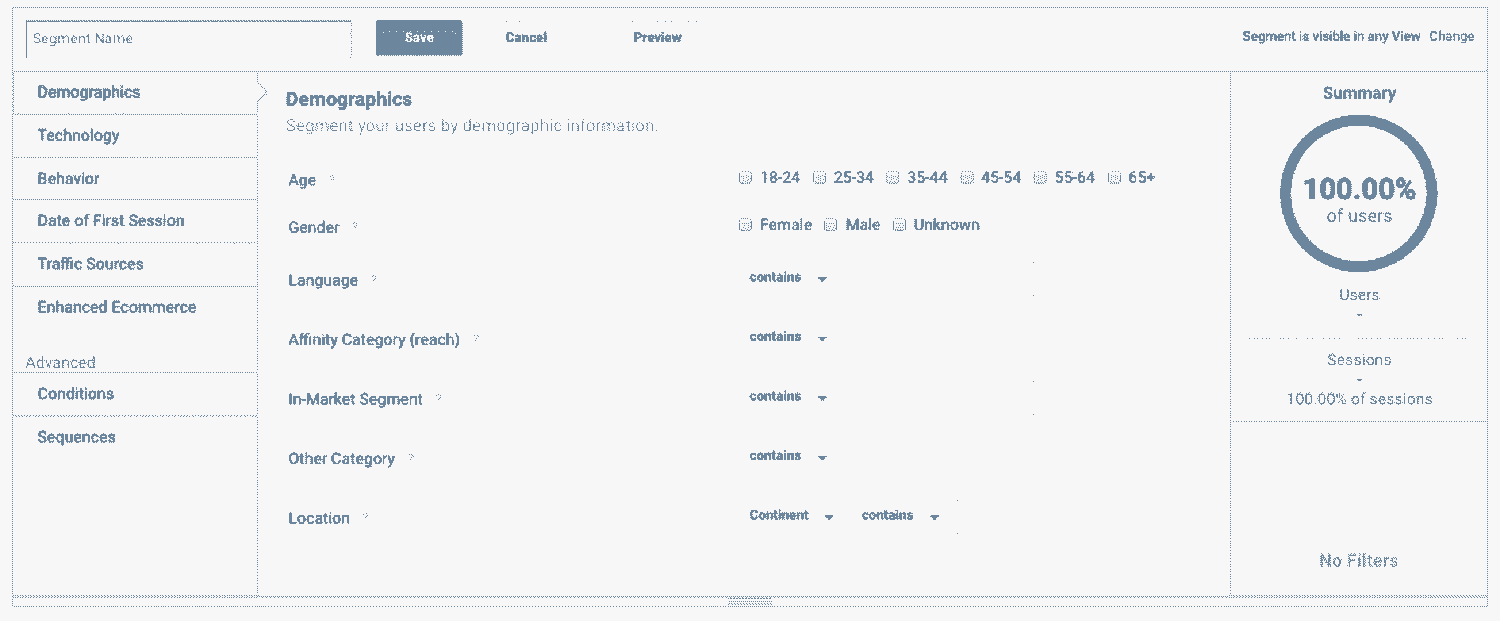 Segment Name
Save Cancel Preview
Segment is visible in any View Change
Demographics
Technology
Behavior
Date of First Session
Traffic Sources
Enhanced Ecommerce
Advanced
Conditions
Sequences
Demographics
Segment your users by demographic information.
Age ? 18-24 25-34 35-44 45-54 55-64 65+
Gender ? Female Male Unknown
Language ? contains
Affinity Category (reach) ? contains
In-Market Segment ? contains
Other Category ? contains
Location ? Continent contains
Summary
100.00%
of users
Users
-
Sessions
-
100.00% of sessions
No Filters